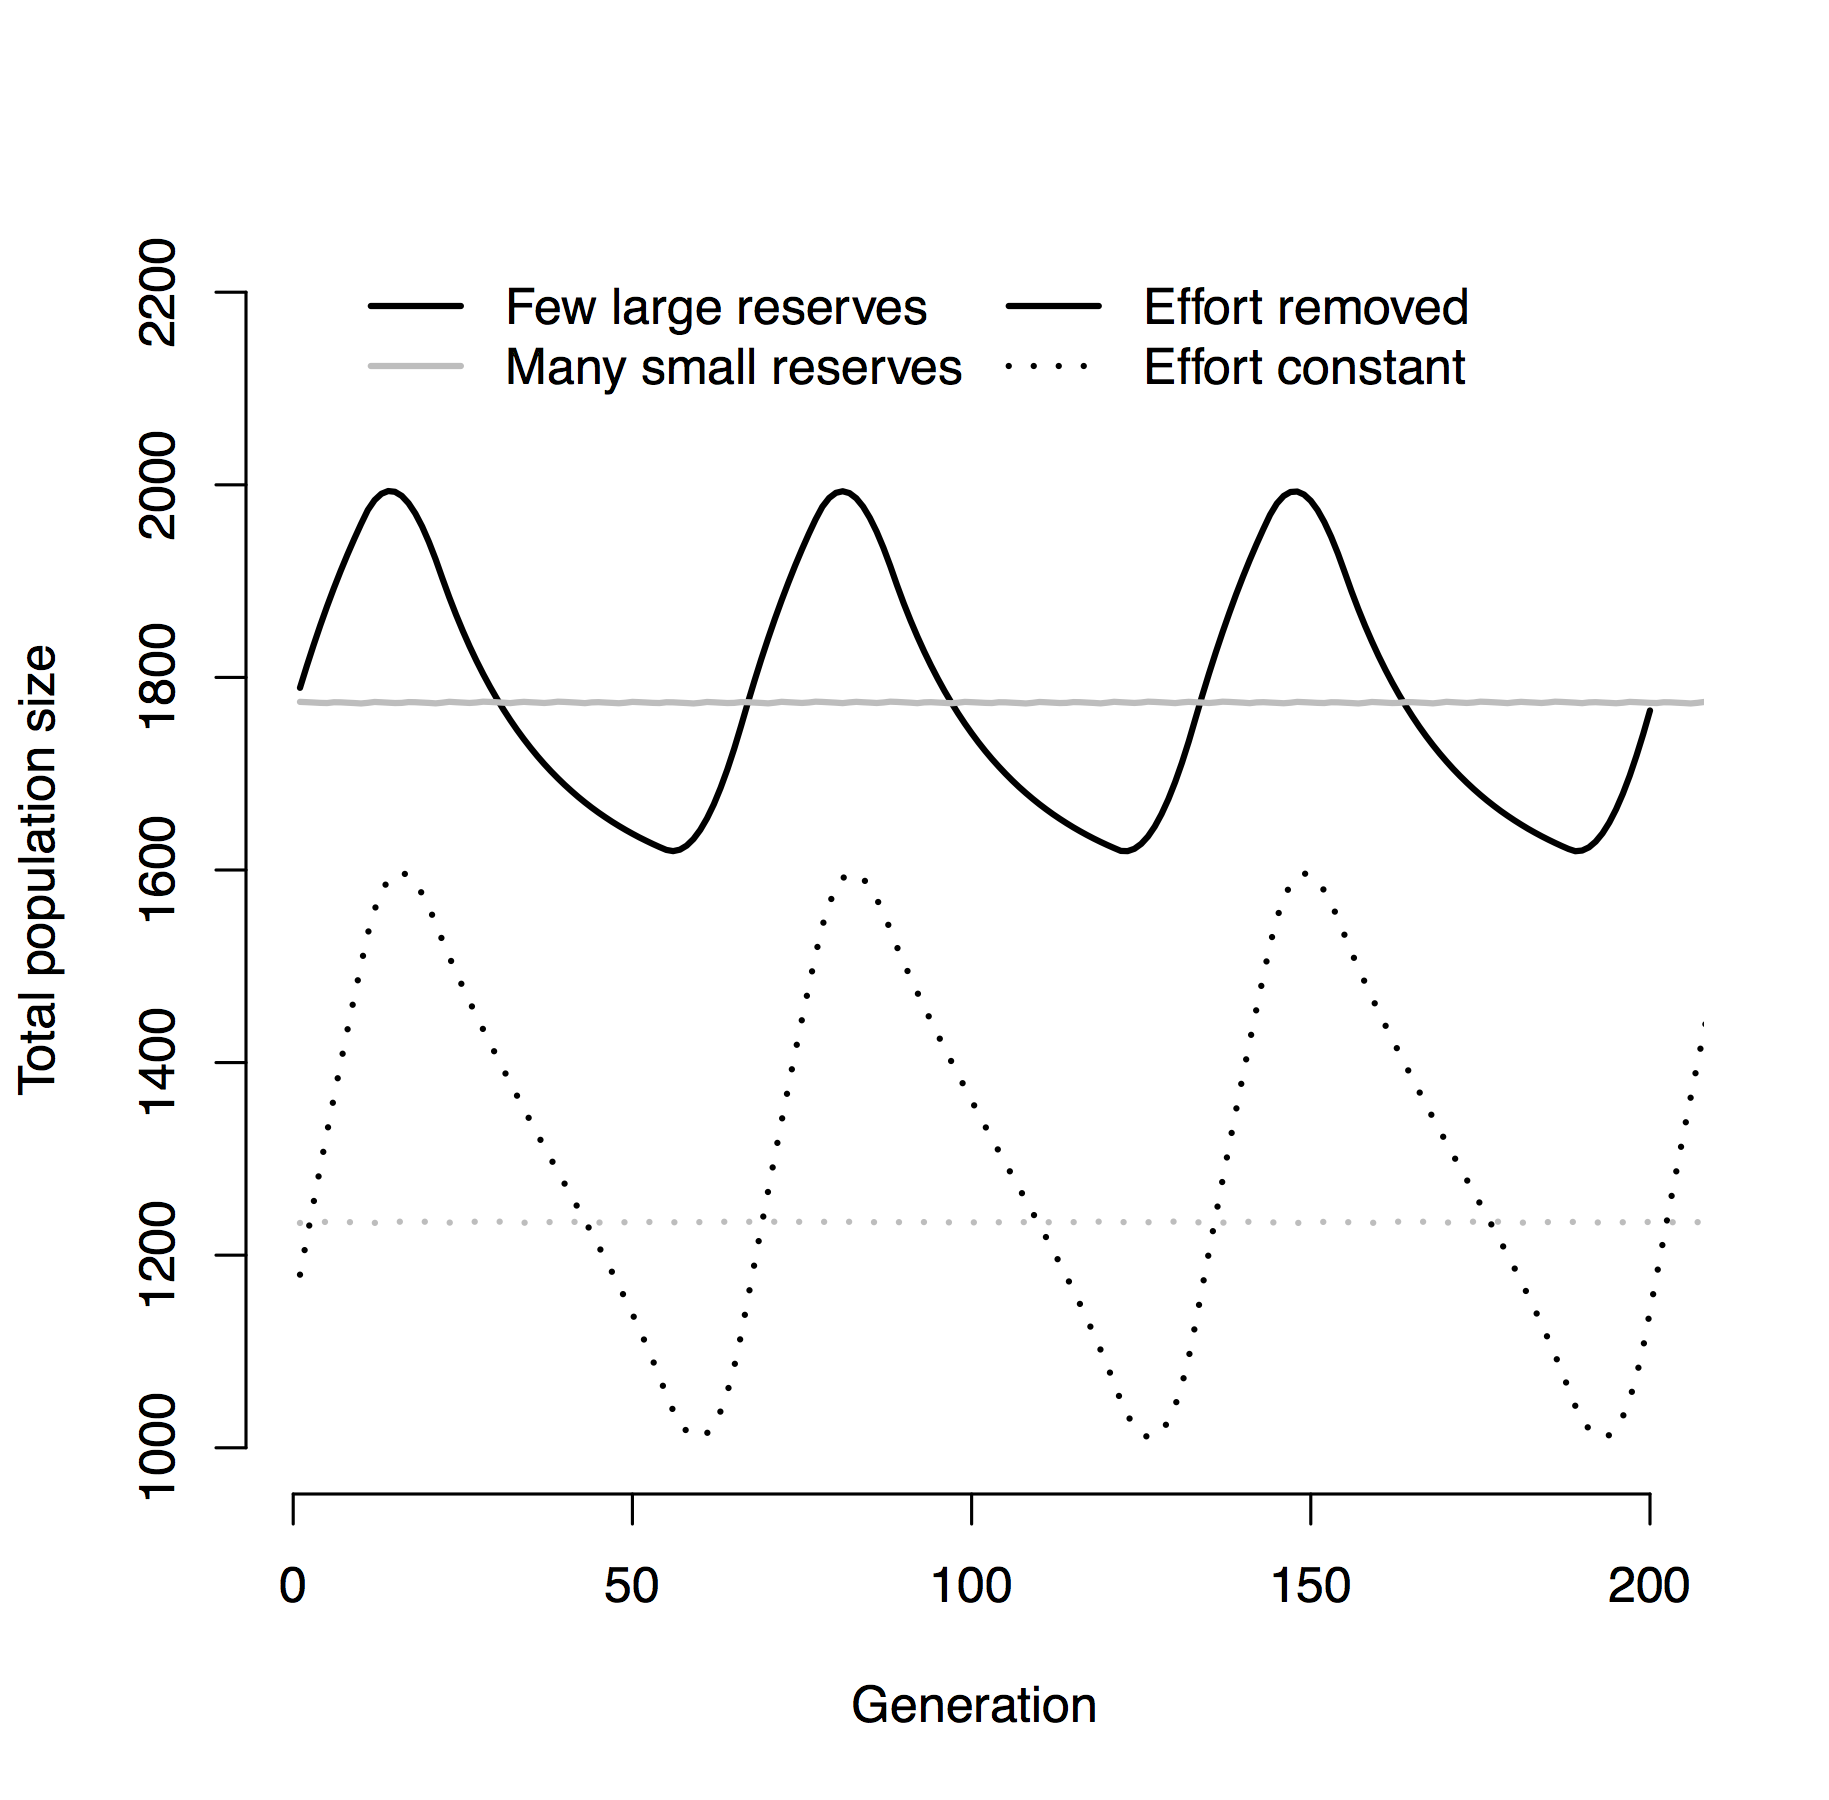 Few large reserves
Many small reserves
Effort removed
Effort constant
Total population size
2200
2000
1800
1600
1400
1200
1000
0 50 100 150 200
Generation